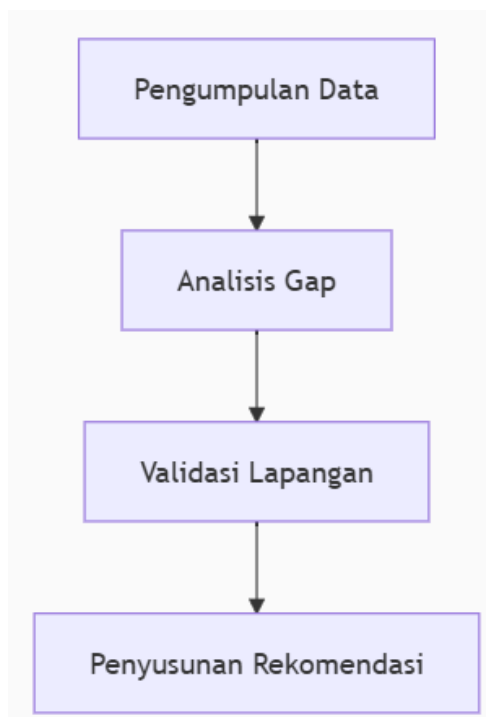 Pengumpulan Data
Analisis Gap
Validasi Lapangan
Penyusunan Rekomendasi